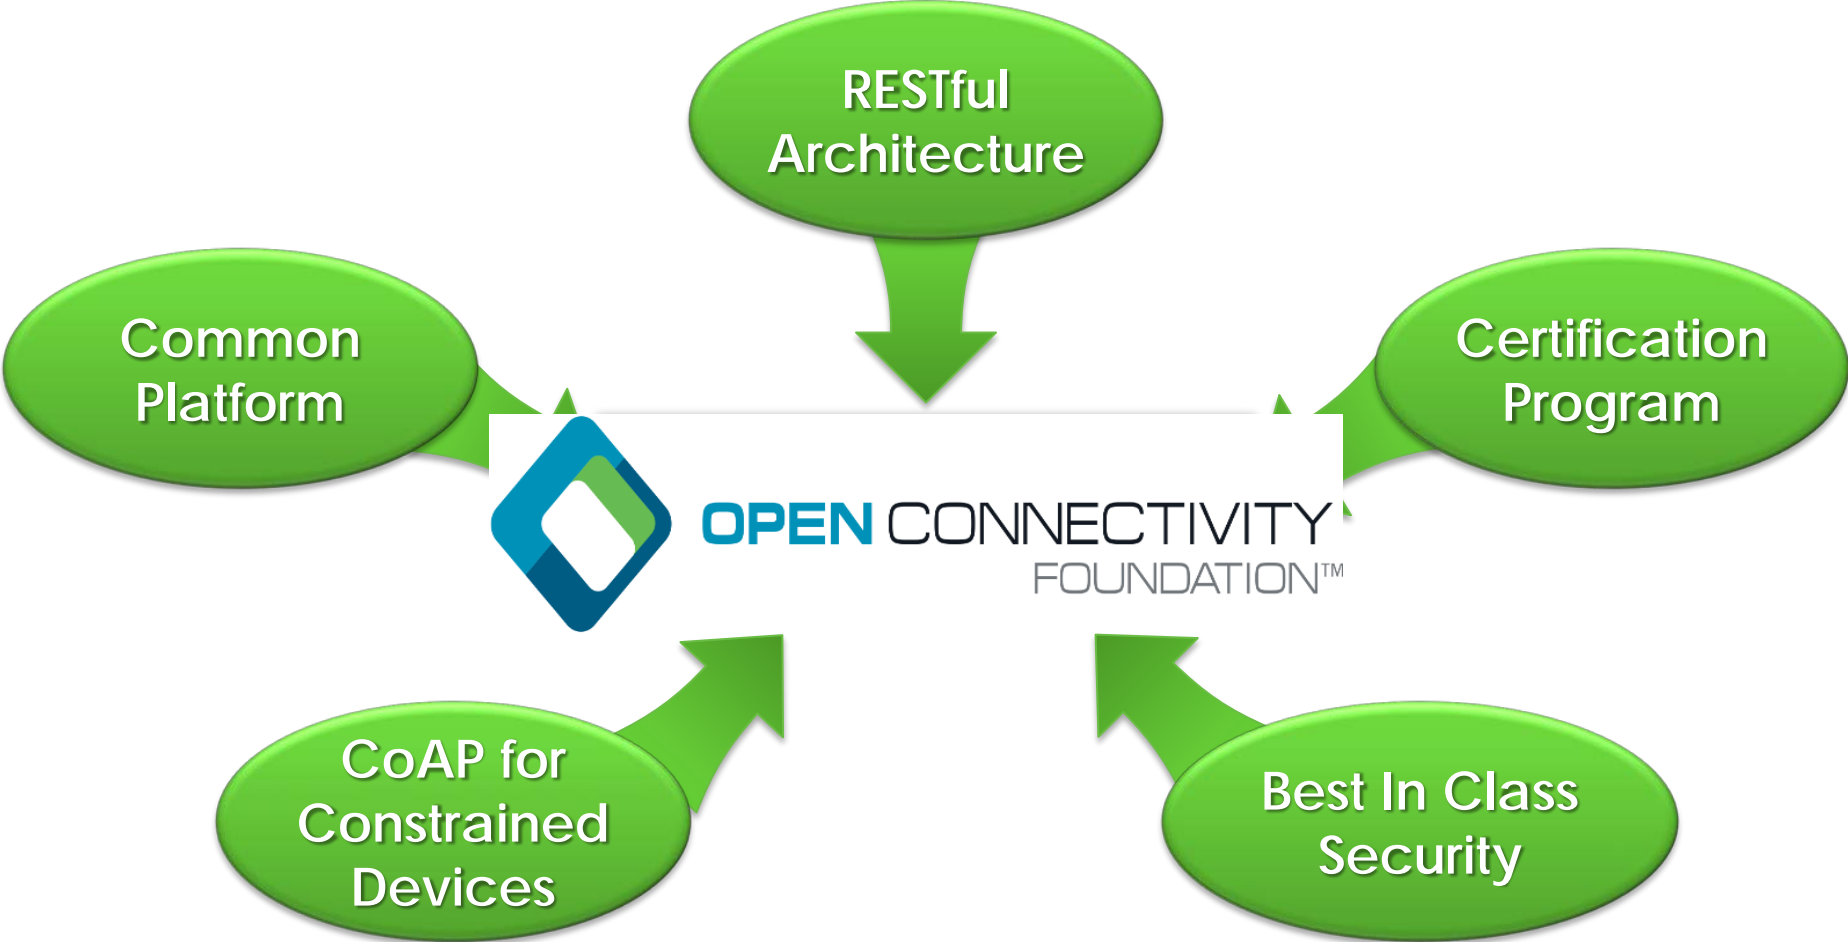 RESTful
Architecture
Common
Platform
Certification
Program
OPEN CONNECTIVITY
FOUNDATION™
CoAP for
Constrained
Devices
Best In Class
Security